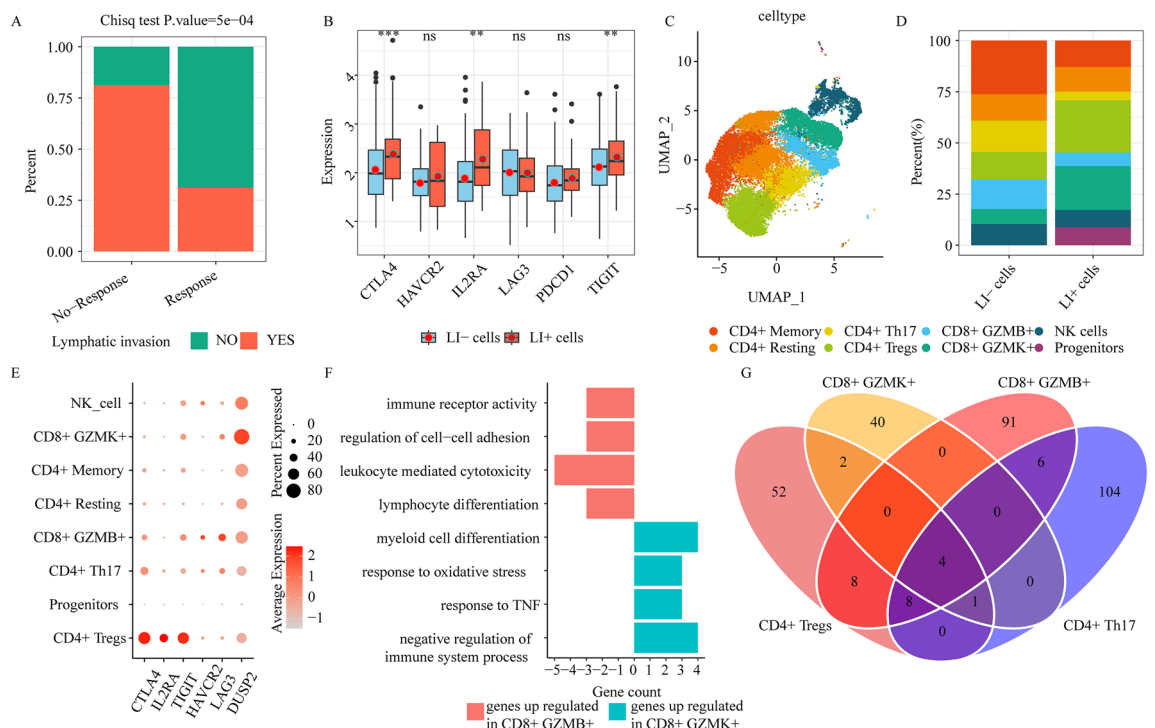 A
Chisq test P.value=5e−04
Percent
1.00
0.75
0.50
0.25
0.00
No−Response
Response
Lymphatic invasion
NO
YES
B
***
ns
**
ns
ns
**
Expression
4
3
2
1
CTLA4
HAVCR2
IL2RA
LAG3
PDCD1
TIGIT
LI− cells
LI+ cells
C
celltype
UMAP_2
10
5
0
−5
−5
0
5
UMAP_1
D
Percent(%)
100
75
50
25
0
LI− cells
LI+ cells
CD4+ Memory
CD4+ Th17
CD8+ GZMB+
NK cells
CD4+ Resting
CD4+ Tregs
CD8+ GZMK+
Progenitors
E
NK_cell
CD8+ GZMK+
CD4+ Memory
CD4+ Resting
CD8+ GZMB+
CD4+ Th17
Progenitors
CD4+ Tregs
CTLA4
IL2RA
TIGIT
HAVCR2
LAG3
DUSP2
Percent Expressed
0
20
40
60
80
Average Expression
2
1
0
−1
F
immune receptor activity
regulation of cell−cell adhesion
leukocyte mediated cytotoxicity
lymphocyte differentiation
myeloid cell differentiation
response to oxidative stress
response to TNF
negative regulation of
immune system process
−5
−4
−3
−2
−1
0
1
2
3
4
Gene count
genes up regulated
in CD8+ GZMB+
genes up regulated
in CD8+ GZMK+
G
CD8+ GZMK+
CD8+ GZMB+
40
91
2
0
6
52
104
0
0
4
8
0
8
1
0
CD4+ Tregs
CD4+ Th17